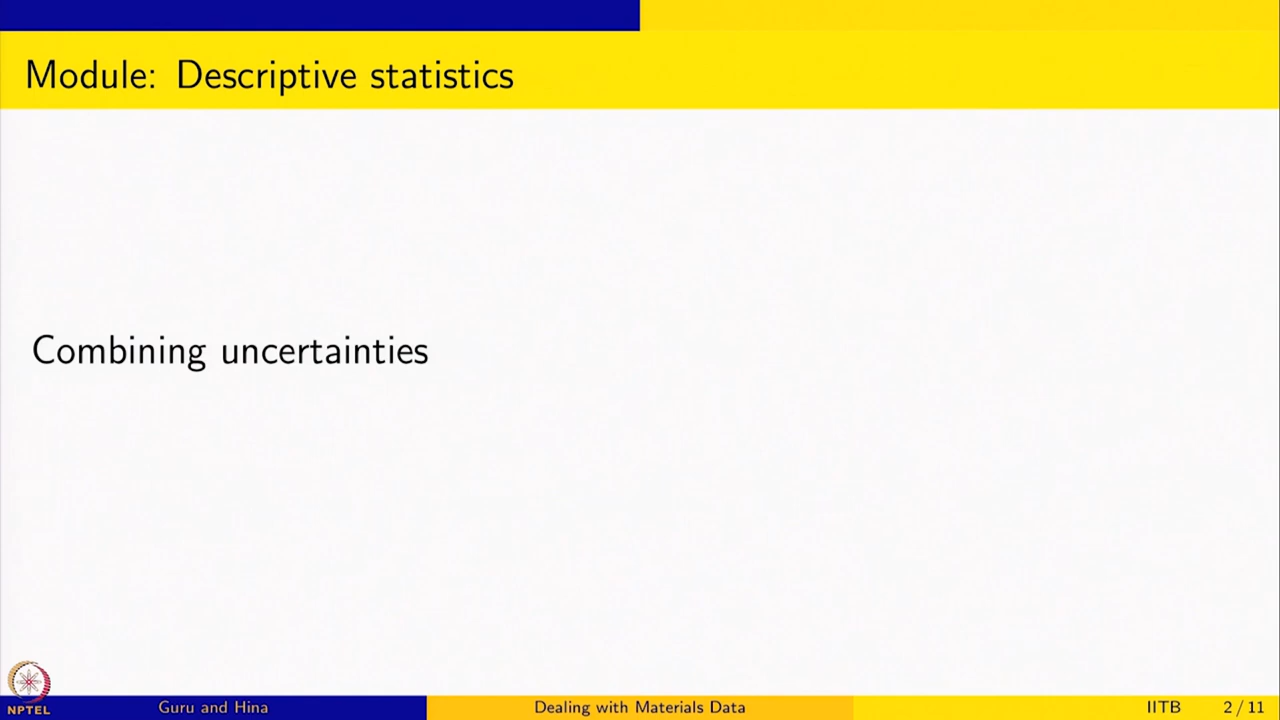 Module: Descriptive statistics
Combining uncertainties
NPTEL
Guru and Hina
Dealing with Materials Data
IITB
2 / 11